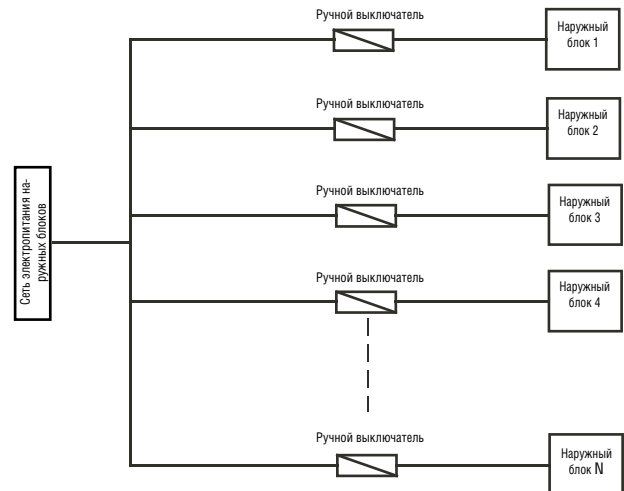 Ручной выключатель
Наружный
блок 1
Ручной выключатель
Наружный
блок 2
Ручной выключатель
Наружный
блок 3
Сеть электропитания на-
ружных блоков
Ручной выключатель
Наружный
блок 4
Ручной выключатель
Наружный
блок N